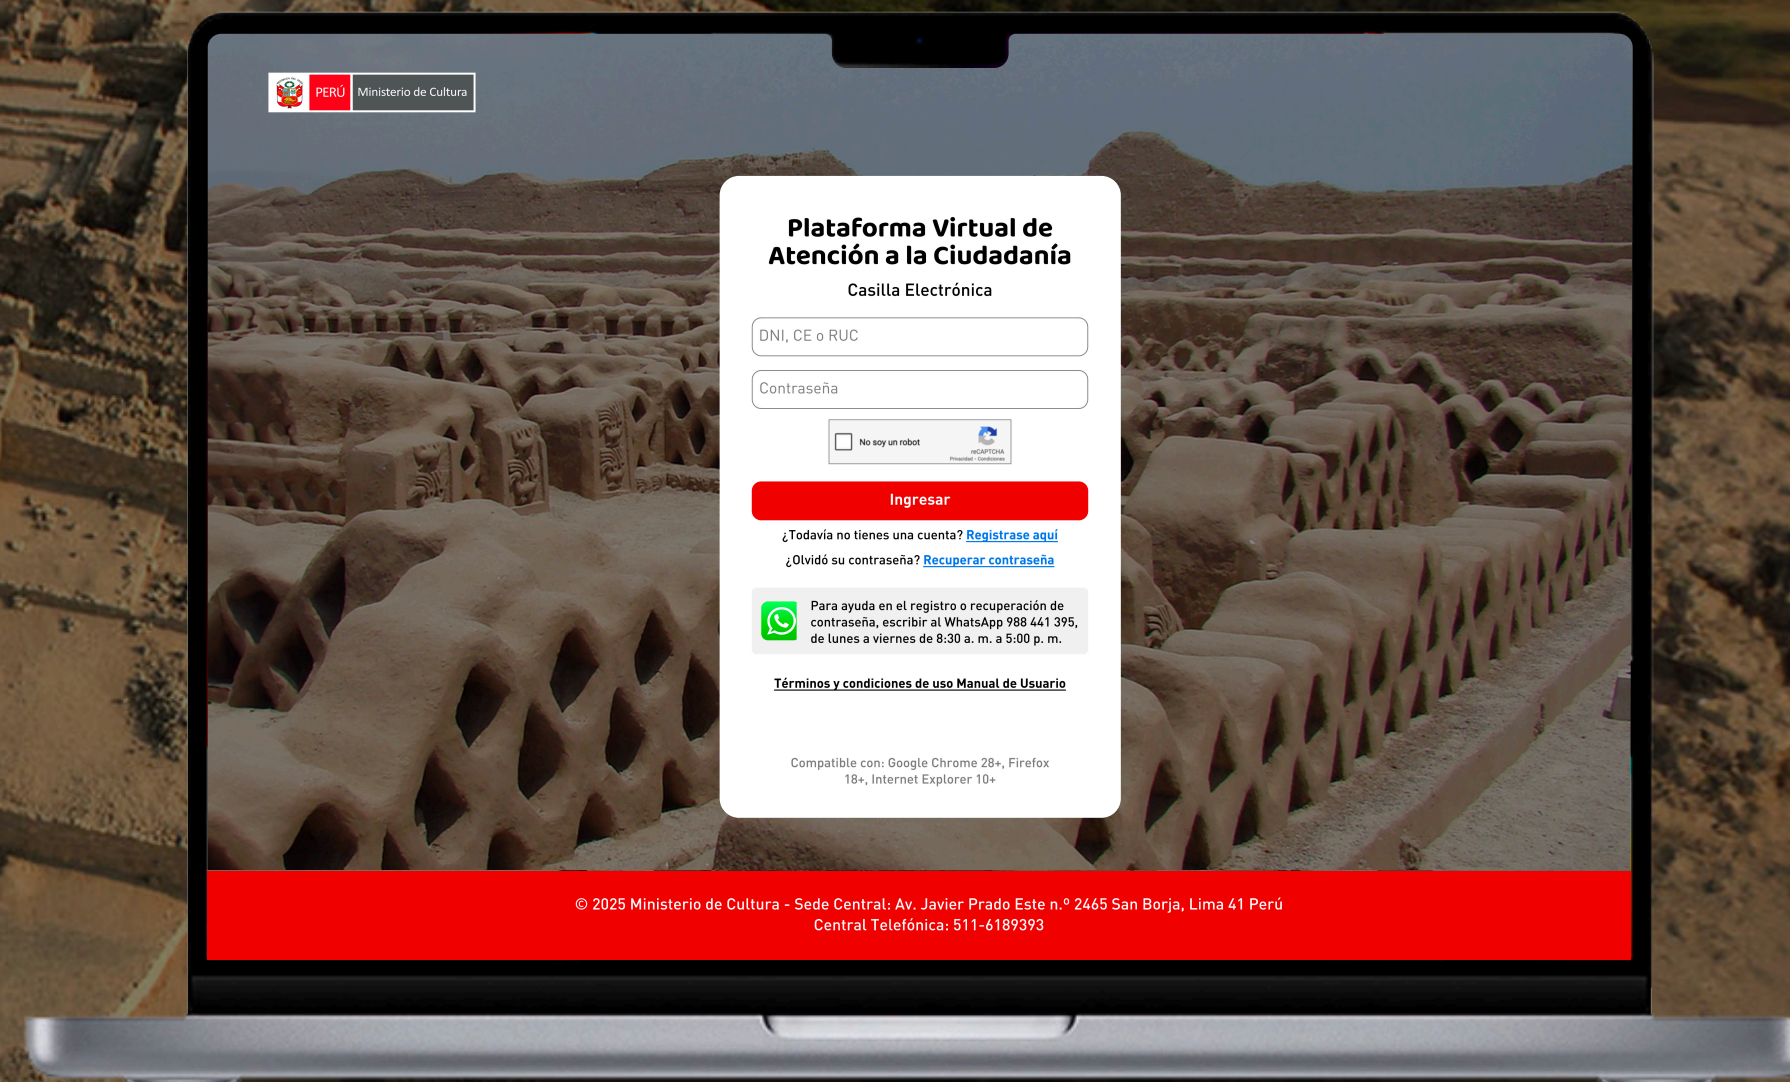 PERÚ
Ministerio de Cultura
Plataforma Virtual de
Atención a la Ciudadanía
Casilla Electrónica
DNI, CE o RUC
Contraseña
No soy un robot
reCAPTCHA
Privacidad - Condiciones
Ingresar
¿Todavía no tienes una cuenta? Registrase aquí
¿Olvidó su contraseña? Recuperar contraseña
Para ayuda en el registro o recuperación de
contraseña, escribir al WhatsApp 988 441 395,
de lunes a viernes de 8:30 a. m. a 5:00 p. m.
Términos y condiciones de uso Manual de Usuario
Compatible con: Google Chrome 28+, Firefox
18+, Internet Explorer 10+
© 2025 Ministerio de Cultura - Sede Central: Av. Javier Prado Este n.º 2465 San Borja, Lima 41 Perú
Central Telefónica: 511-6189393